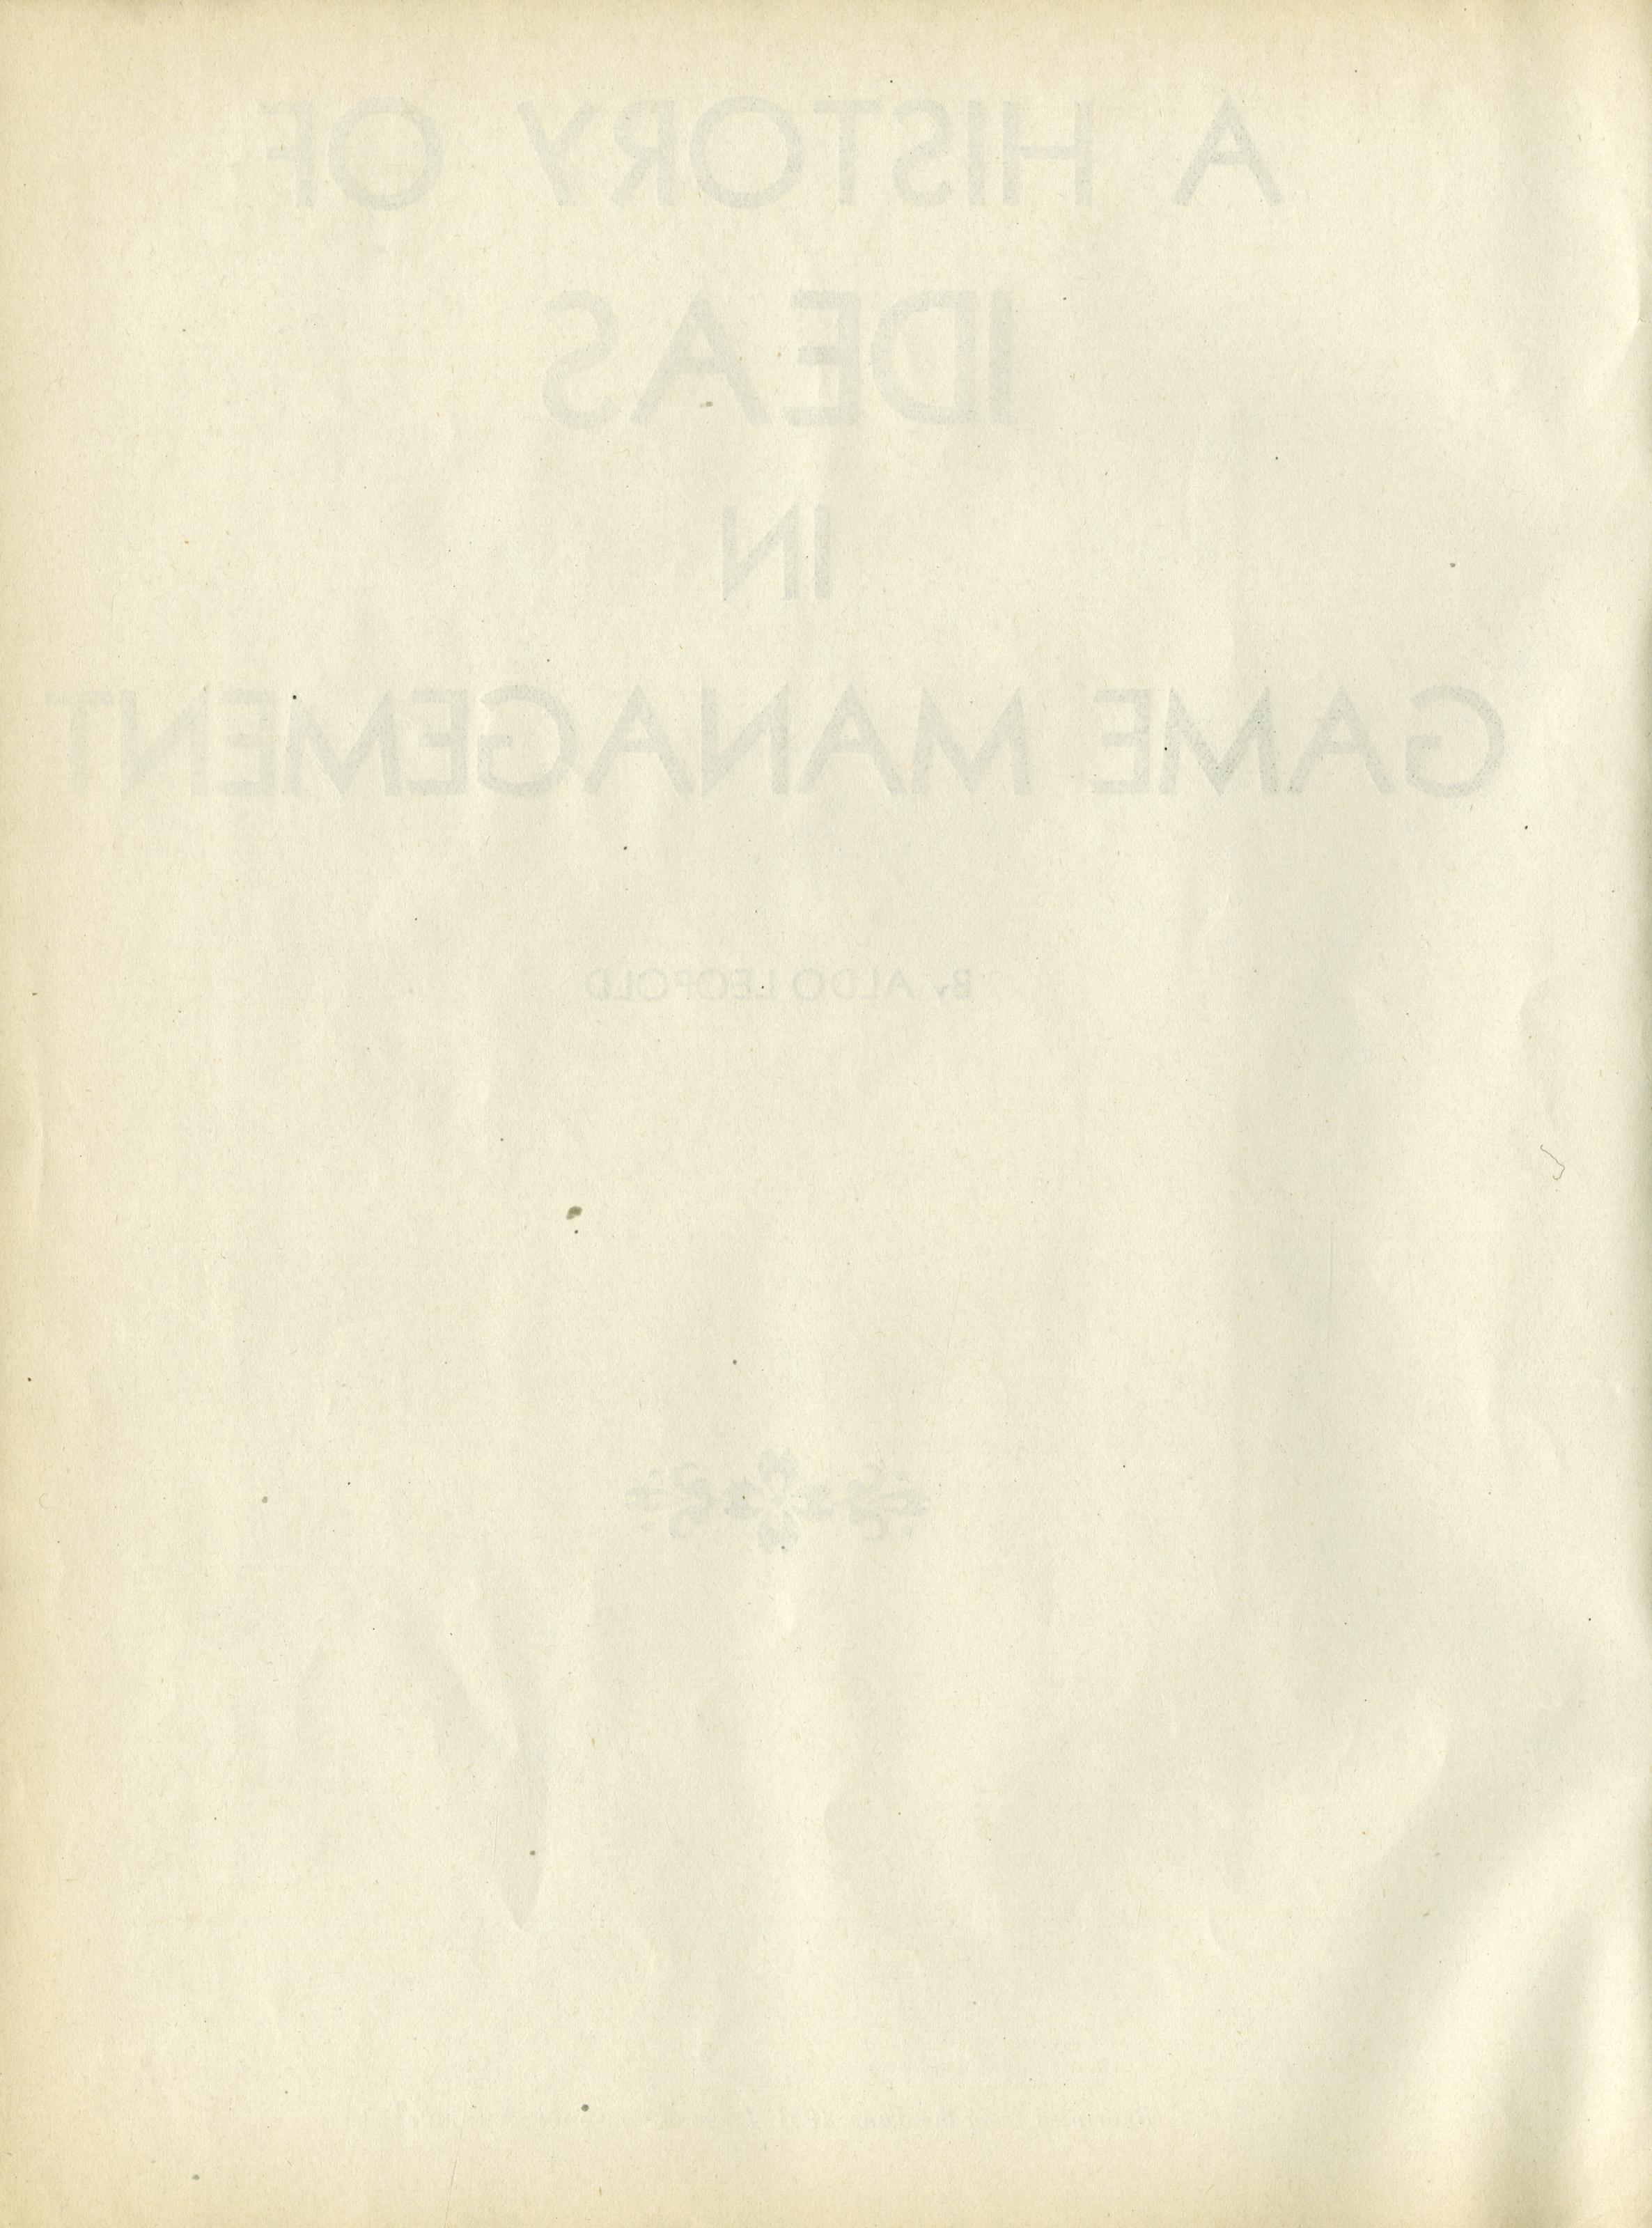 A HISTORY OF
IDEAS
IN
GAME MANAGEMENT
By ALDO LEOPOLD